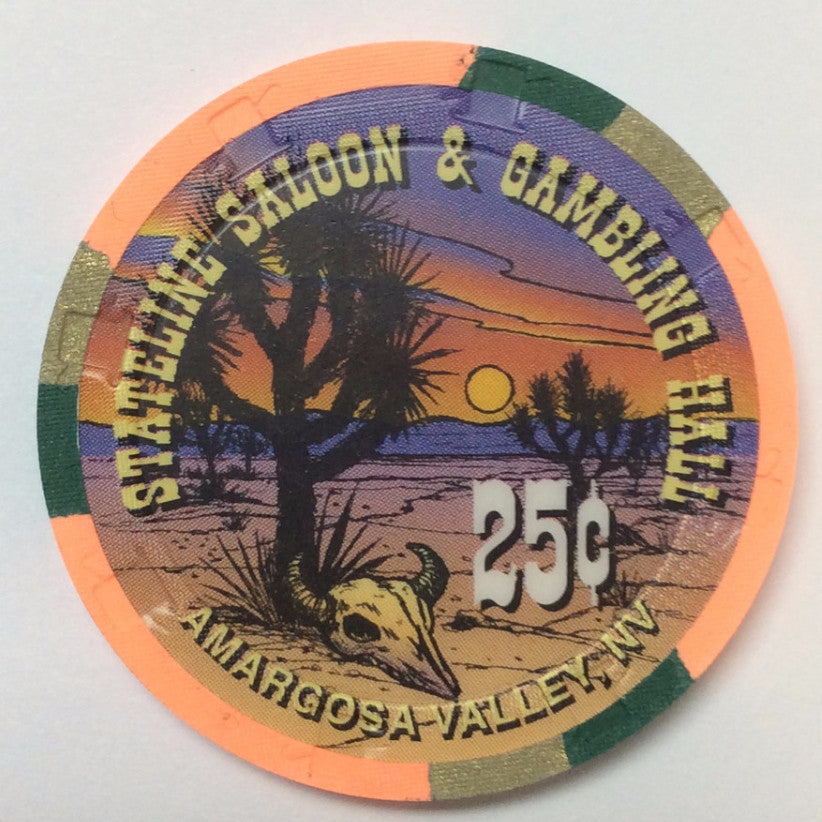 STATELINE SALOON & GAMBLING HALL
25¢
AMARGOSA VALLEY, NV